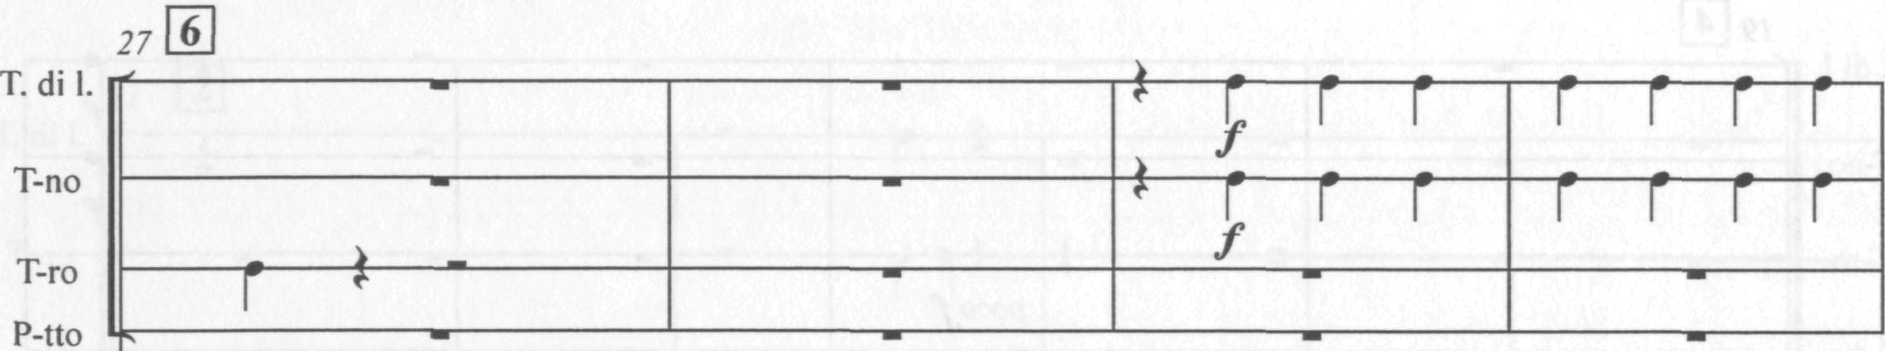 27 6
T. di l.
f
T-no
f
T-ro
P-tto